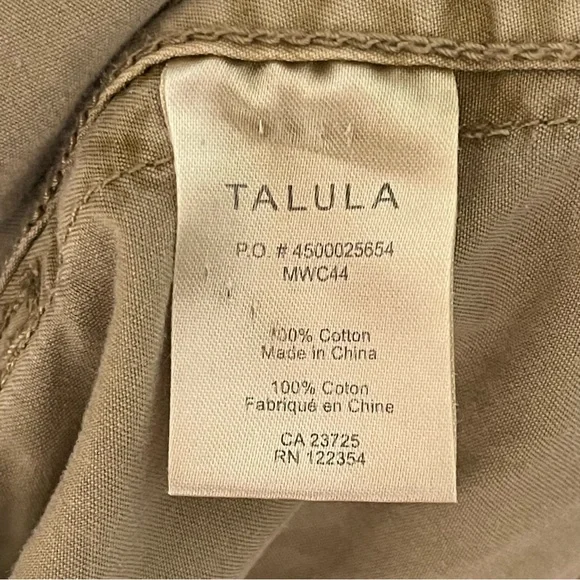 TALULA
P.O. # 4500025654
MWC44
100% Cotton
Made in China
100% Coton
Fabriqué en Chine
CA 23725
RN 122354